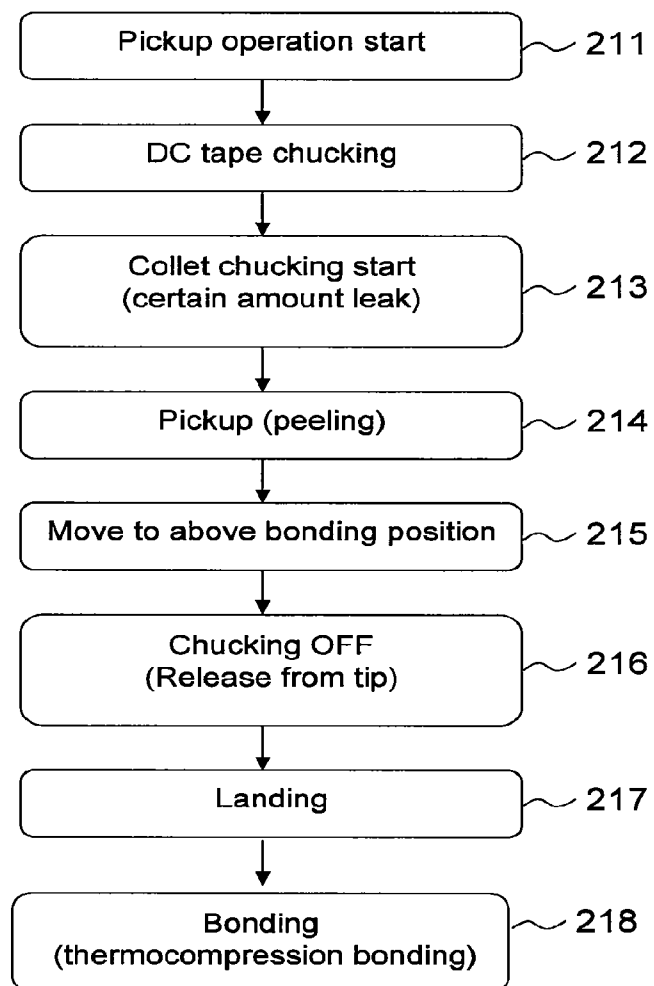 Pickup operation start
211
DC tape chucking
212
Collet chucking start
(certain amount leak)
213
Pickup (peeling)
214
Move to above bonding position
215
Chucking OFF
(Release from tip)
216
Landing
217
Bonding
(thermocompression bonding)
218